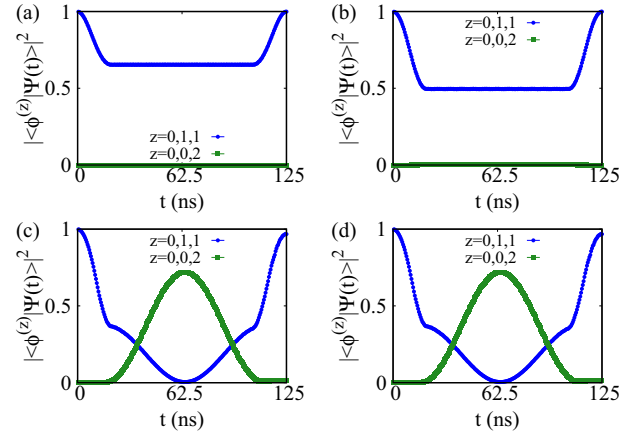 (a)
|<ϕ^(z)|Ψ(t)>|^2
1
0.5
0
z=0,1,1
z=0,0,2
0 62.5 125
t (ns)
(b)
|<ϕ^(z)|Ψ(t)>|^2
1
0.5
0
z=0,1,1
z=0,0,2
0 62.5 125
t (ns)
(c)
|<ϕ^(z)|Ψ(t)>|^2
1
0.5
0
z=0,1,1
z=0,0,2
0 62.5 125
t (ns)
(d)
|<ϕ^(z)|Ψ(t)>|^2
1
0.5
0
z=0,1,1
z=0,0,2
0 62.5 125
t (ns)